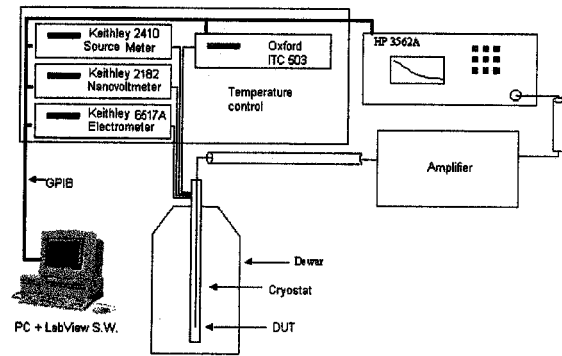 Keithley 2410
Source Meter
Keithley 2182
Nanovoltmeter
Keithley 6517A
Electrometer
Oxford
ITC 503
Temperature
control
HP 3562A
Amplifier
GPIB
Dewar
Cryostat
DUT
PC + LabView S.W.